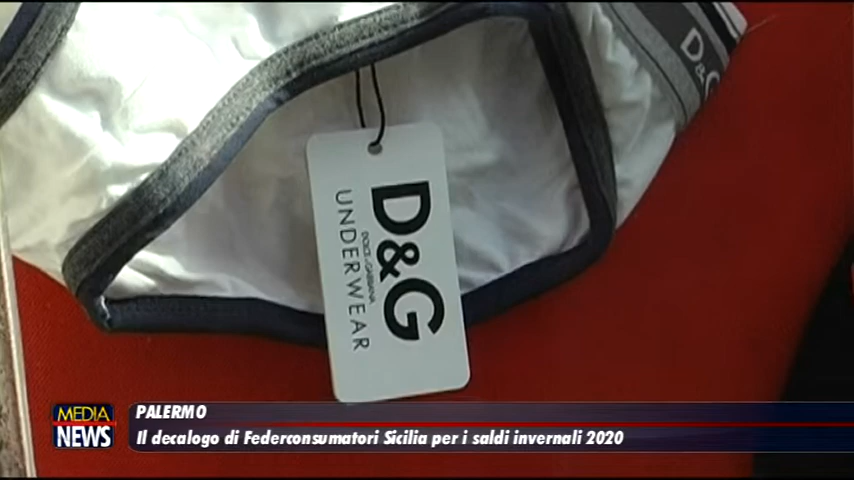 D&G
D&G
DOLCE & GABBANA
UNDERWEAR
MEDIA
NEWS
PALERMO
Il decalogo di Federconsumatori Sicilia per i saldi invernali 2020